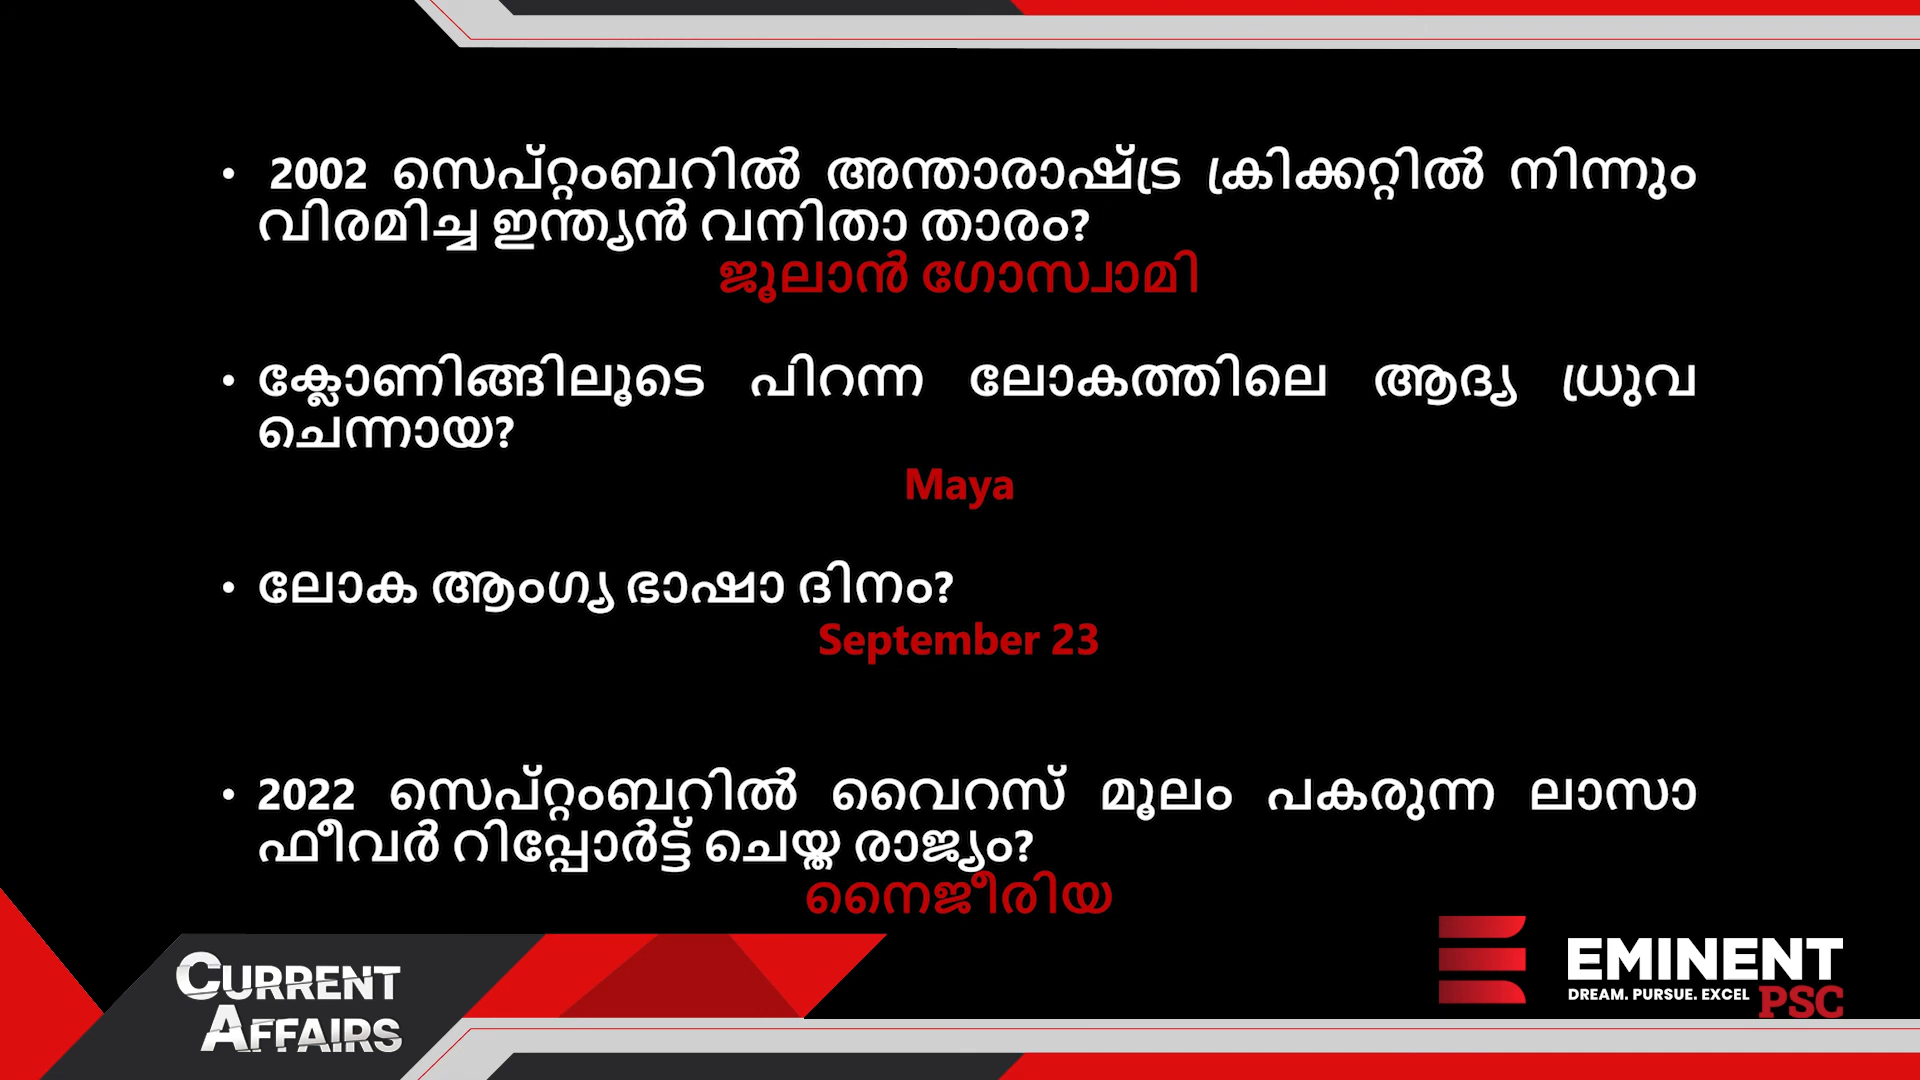 • 2002 സെപ്റ്റംബറിൽ അന്താരാഷ്ട്ര ക്രിക്കറ്റിൽ നിന്നും
വിരമിച്ച ഇന്ത്യൻ വനിതാ താരം?
ജൂലാൻ ഗോസ്വാമി
• ക്ലോണിങ്ങിലൂടെ പിറന്ന ലോകത്തിലെ ആദ്യ ധ്രുവ
ചെന്നായ?
Maya
• ലോക ആംഗ്യ ഭാഷാ ദിനം?
September 23
• 2022 സെപ്റ്റംബറിൽ വൈറസ് മൂലം പകരുന്ന ലാസാ
ഫീവർ റിപ്പോർട്ട് ചെയ്ത രാജ്യം?
നൈജീരിയ
CURRENT
AFFAIRS
EMINENT
DREAM. PURSUE. EXCEL PSC